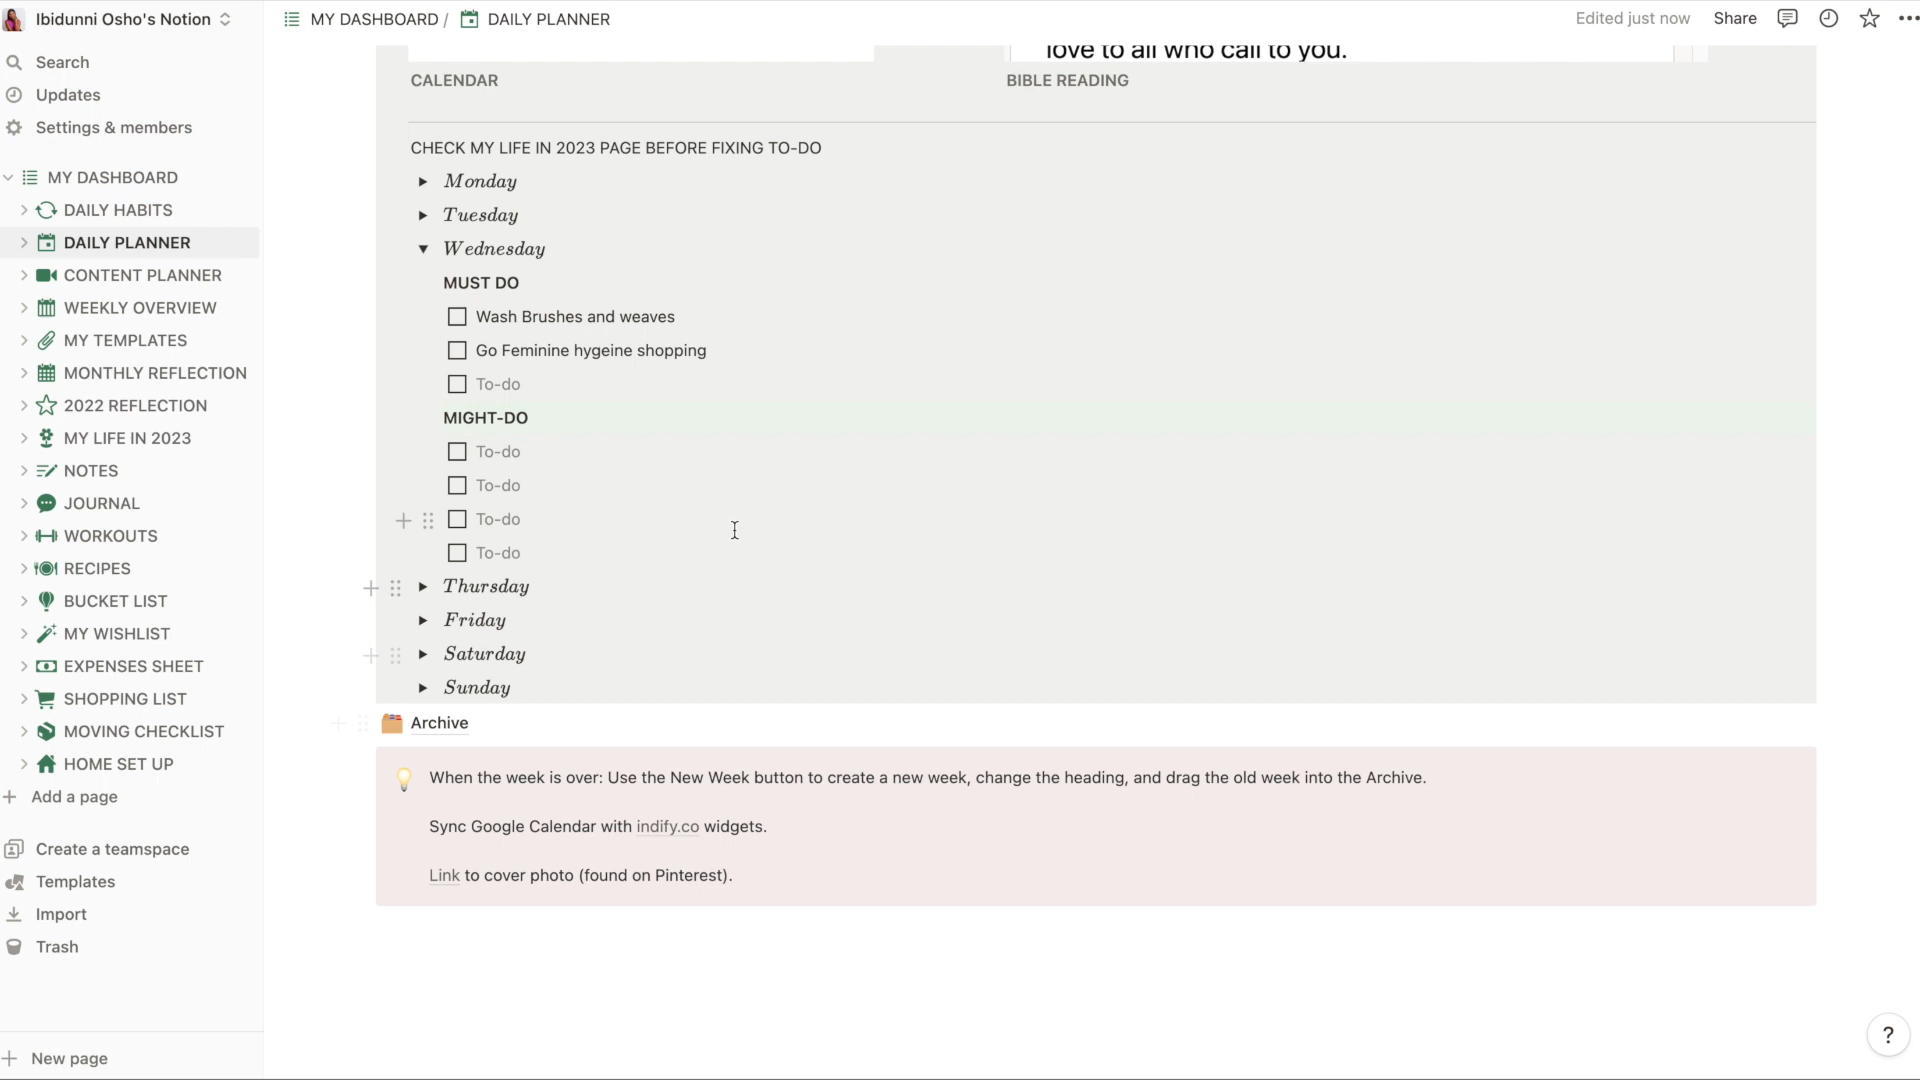 Ibidunni Osho's Notion
MY DASHBOARD / DAILY PLANNER
Edited just now
Share
Search
Updates
Settings & members
MY DASHBOARD
DAILY HABITS
DAILY PLANNER
CONTENT PLANNER
WEEKLY OVERVIEW
MY TEMPLATES
MONTHLY REFLECTION
2022 REFLECTION
MY LIFE IN 2023
NOTES
JOURNAL
WORKOUTS
RECIPES
BUCKET LIST
MY WISHLIST
EXPENSES SHEET
SHOPPING LIST
MOVING CHECKLIST
HOME SET UP
Add a page
Create a teamspace
Templates
Import
Trash
New page
love to all who call to you.
CALENDAR
BIBLE READING
CHECK MY LIFE IN 2023 PAGE BEFORE FIXING TO-DO
Monday
Tuesday
Wednesday
MUST DO
Wash Brushes and weaves
Go Feminine hygeine shopping
To-do
MIGHT-DO
To-do
To-do
To-do
To-do
Thursday
Friday
Saturday
Sunday
Archive
When the week is over: Use the New Week button to create a new week, change the heading, and drag the old week into the Archive.
Sync Google Calendar with indify.co widgets.
Link to cover photo (found on Pinterest).
?